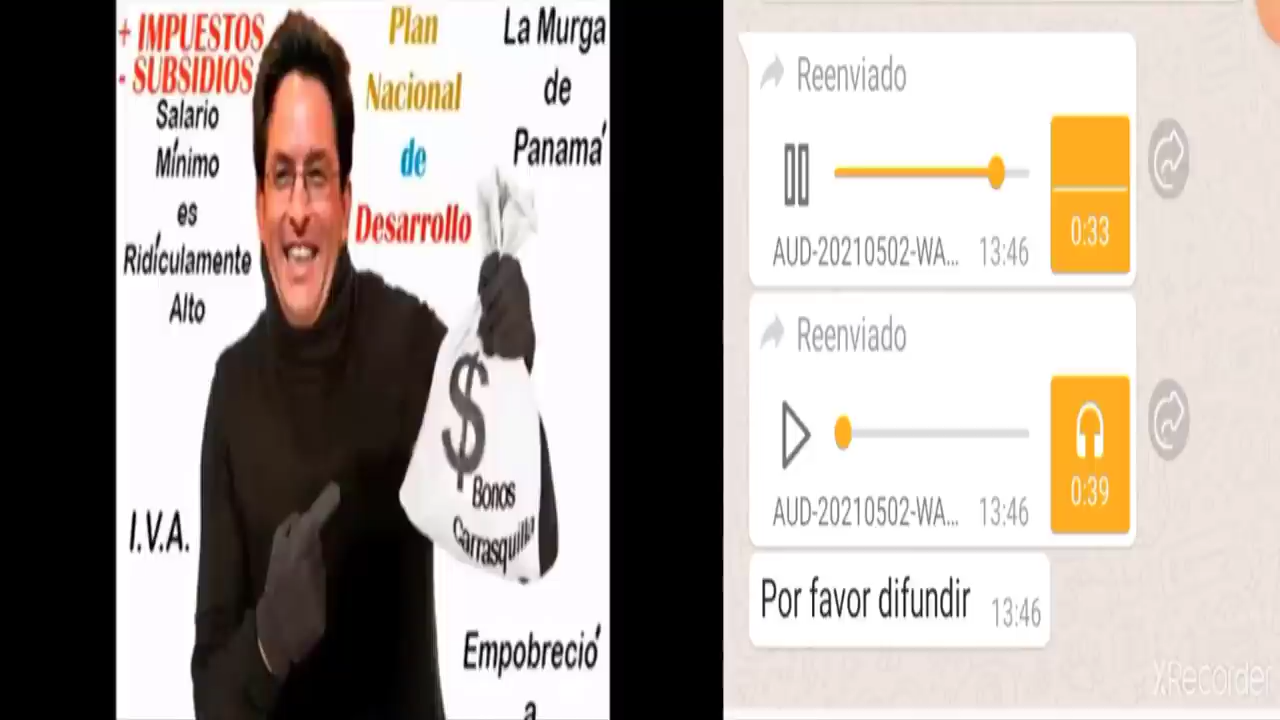 + IMPUESTOS
- SUBSIDIOS
Salario
Mínimo
es
Ridículamente
Alto
I.V.A.
Plan
Nacional
de
Desarrollo
La Murga
de
Panamá
$
Bonos
Carrasquilla
Empobreció
a
Reenviado
0:33
AUD-20210502-WA... 13:46
Reenviado
0:39
AUD-20210502-WA... 13:46
Por favor difundir 13:46
XRecorder